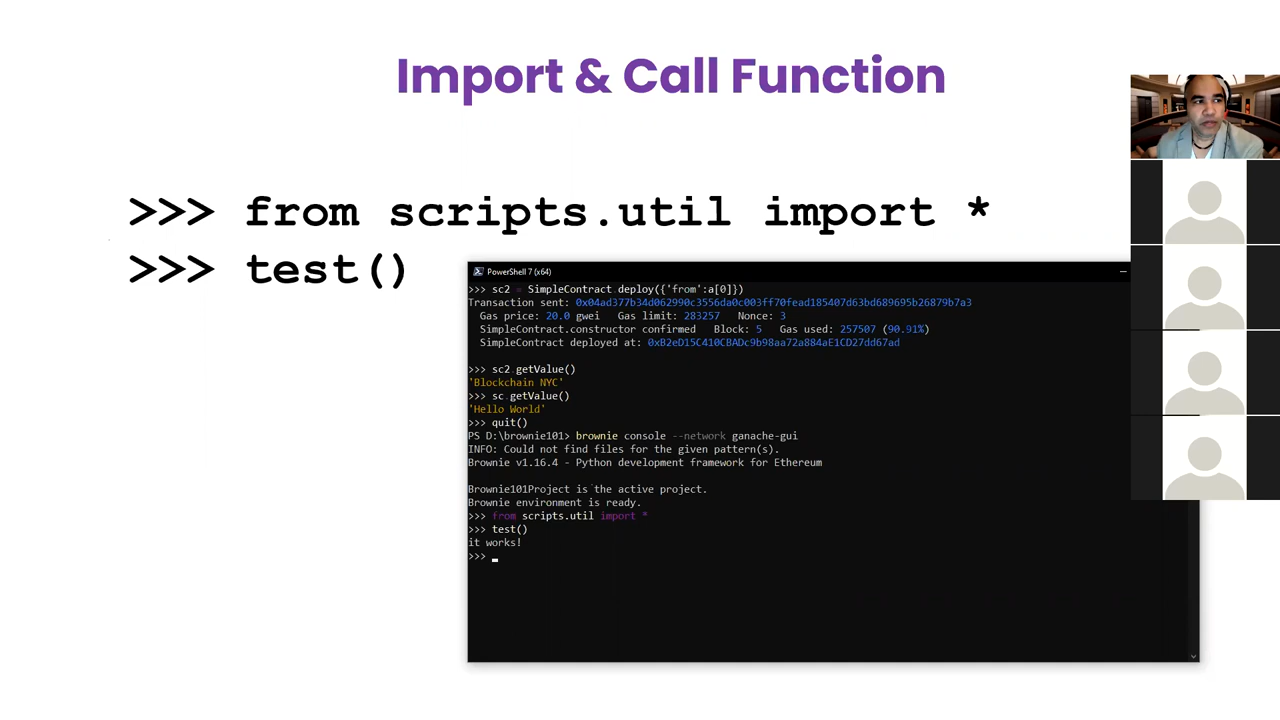 Import & Call Function
>>> from scripts.util import *
>>> test()
PowerShell 7 (x64)
>>> sc2 = SimpleContract.deploy({'from':a[0]})
Transaction sent: 0x04ad377b34d062990c3556da0c003ff70fead185407d63bd689695b26879b7a3
Gas price: 20.0 gwei   Gas limit: 283257   Nonce: 3
SimpleContract.constructor confirmed   Block: 5   Gas used: 257507 (90.91%)
SimpleContract deployed at: 0xB2eD15C410CBADc9b98aa72a884aE1CD27dd67ad
>>> sc2.getValue()
'Blockchain NYC'
>>> sc.getValue()
'Hello World'
>>> quit()
PS D:\brownie101> brownie console --network ganache-gui
INFO: Could not find files for the given pattern(s).
Brownie v1.16.4 - Python development framework for Ethereum
Brownie101Project is the active project.
Brownie environment is ready.
>>> from scripts.util import *
>>> test()
it works!
>>>